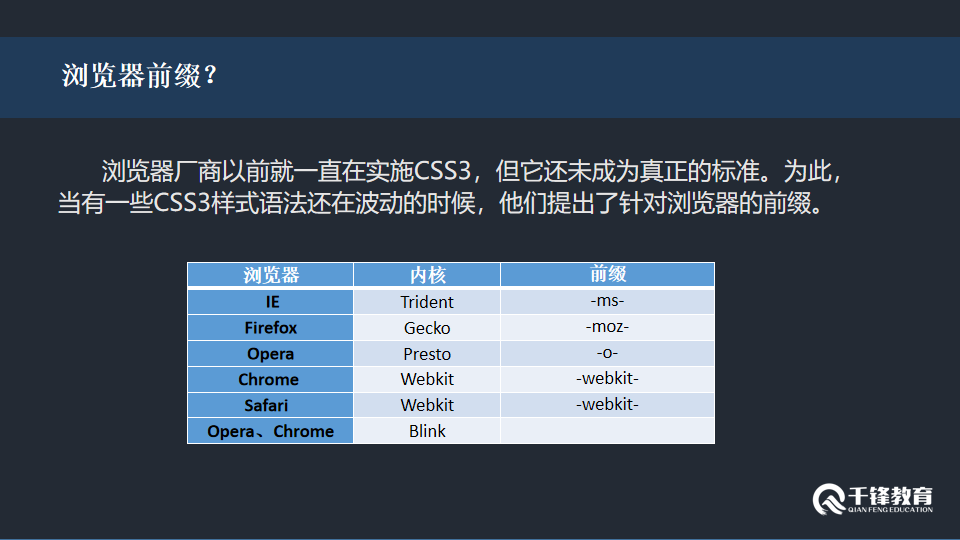 浏览器前缀？
浏览器厂商以前就一直在实施CSS3，但它还未成为真正的标准。为此，
当有一些CSS3样式语法还在波动的时候，他们提出了针对浏览器的前缀。
浏览器 内核 前缀
IE Trident -ms-
Firefox Gecko -moz-
Opera Presto -o-
Chrome Webkit -webkit-
Safari Webkit -webkit-
Opera、Chrome Blink
千锋教育
QIAN FENG EDUCATION